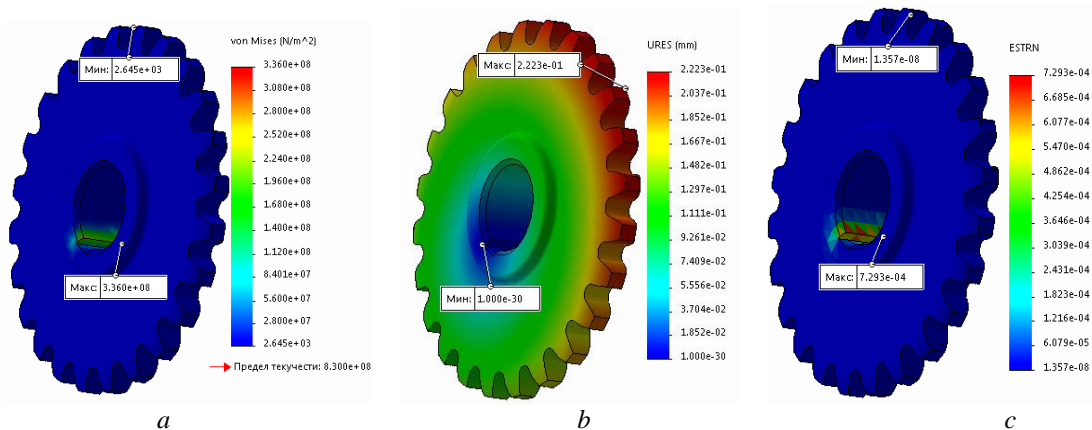 von Mises (N/m^2)
3.360e+08
3.080e+08
2.800e+08
2.520e+08
2.240e+08
1.960e+08
1.680e+08
1.400e+08
1.120e+08
8.401e+07
5.600e+07
2.800e+07
2.645e+03
Предел текучести: 8.300e+08
Мин: 2.645e+03
Макс: 3.360e+08
a
URES (mm)
2.223e-01
2.037e-01
1.852e-01
1.667e-01
1.482e-01
1.297e-01
1.111e-01
9.261e-02
7.409e-02
5.556e-02
3.704e-02
1.852e-02
1.000e-30
Макс: 2.223e-01
Мин: 1.000e-30
b
ESTRN
7.293e-04
6.685e-04
6.077e-04
5.470e-04
4.862e-04
4.254e-04
3.646e-04
3.039e-04
2.431e-04
1.823e-04
1.216e-04
6.079e-05
1.357e-08
Мин: 1.357e-08
Макс: 7.293e-04
c